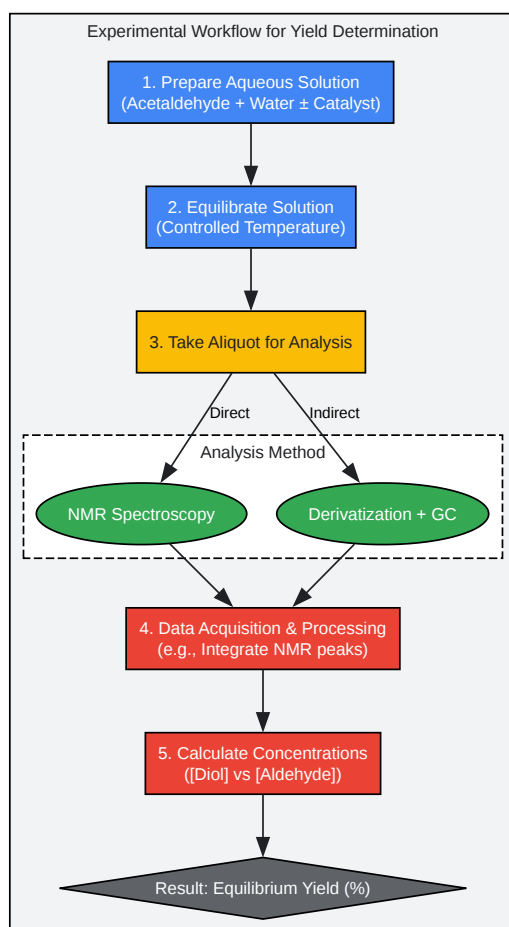 Experimental Workflow for Yield Determination
1. Prepare Aqueous Solution
(Acetaldehyde + Water ± Catalyst)
2. Equilibrate Solution
(Controlled Temperature)
3. Take Aliquot for Analysis
Direct
Indirect
Analysis Method
NMR Spectroscopy
Derivatization + GC
4. Data Acquisition & Processing
(e.g., Integrate NMR peaks)
5. Calculate Concentrations
([Diol] vs [Aldehyde])
Result: Equilibrium Yield (%)